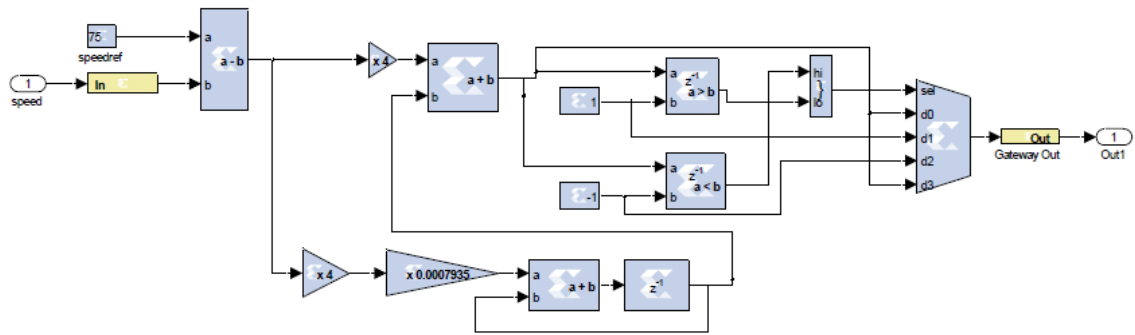 75
speedref
1
speed
In
a
b
a - b
x 4
a
b
a + b
1
a
b
z⁻¹
a > b
-1
a
b
z⁻¹
a < b
hi
lo
sel
d0
d1
d2
d3
Out
Gateway Out
1
Out1
x 4
x 0.0007935
a
b
a + b
z⁻¹